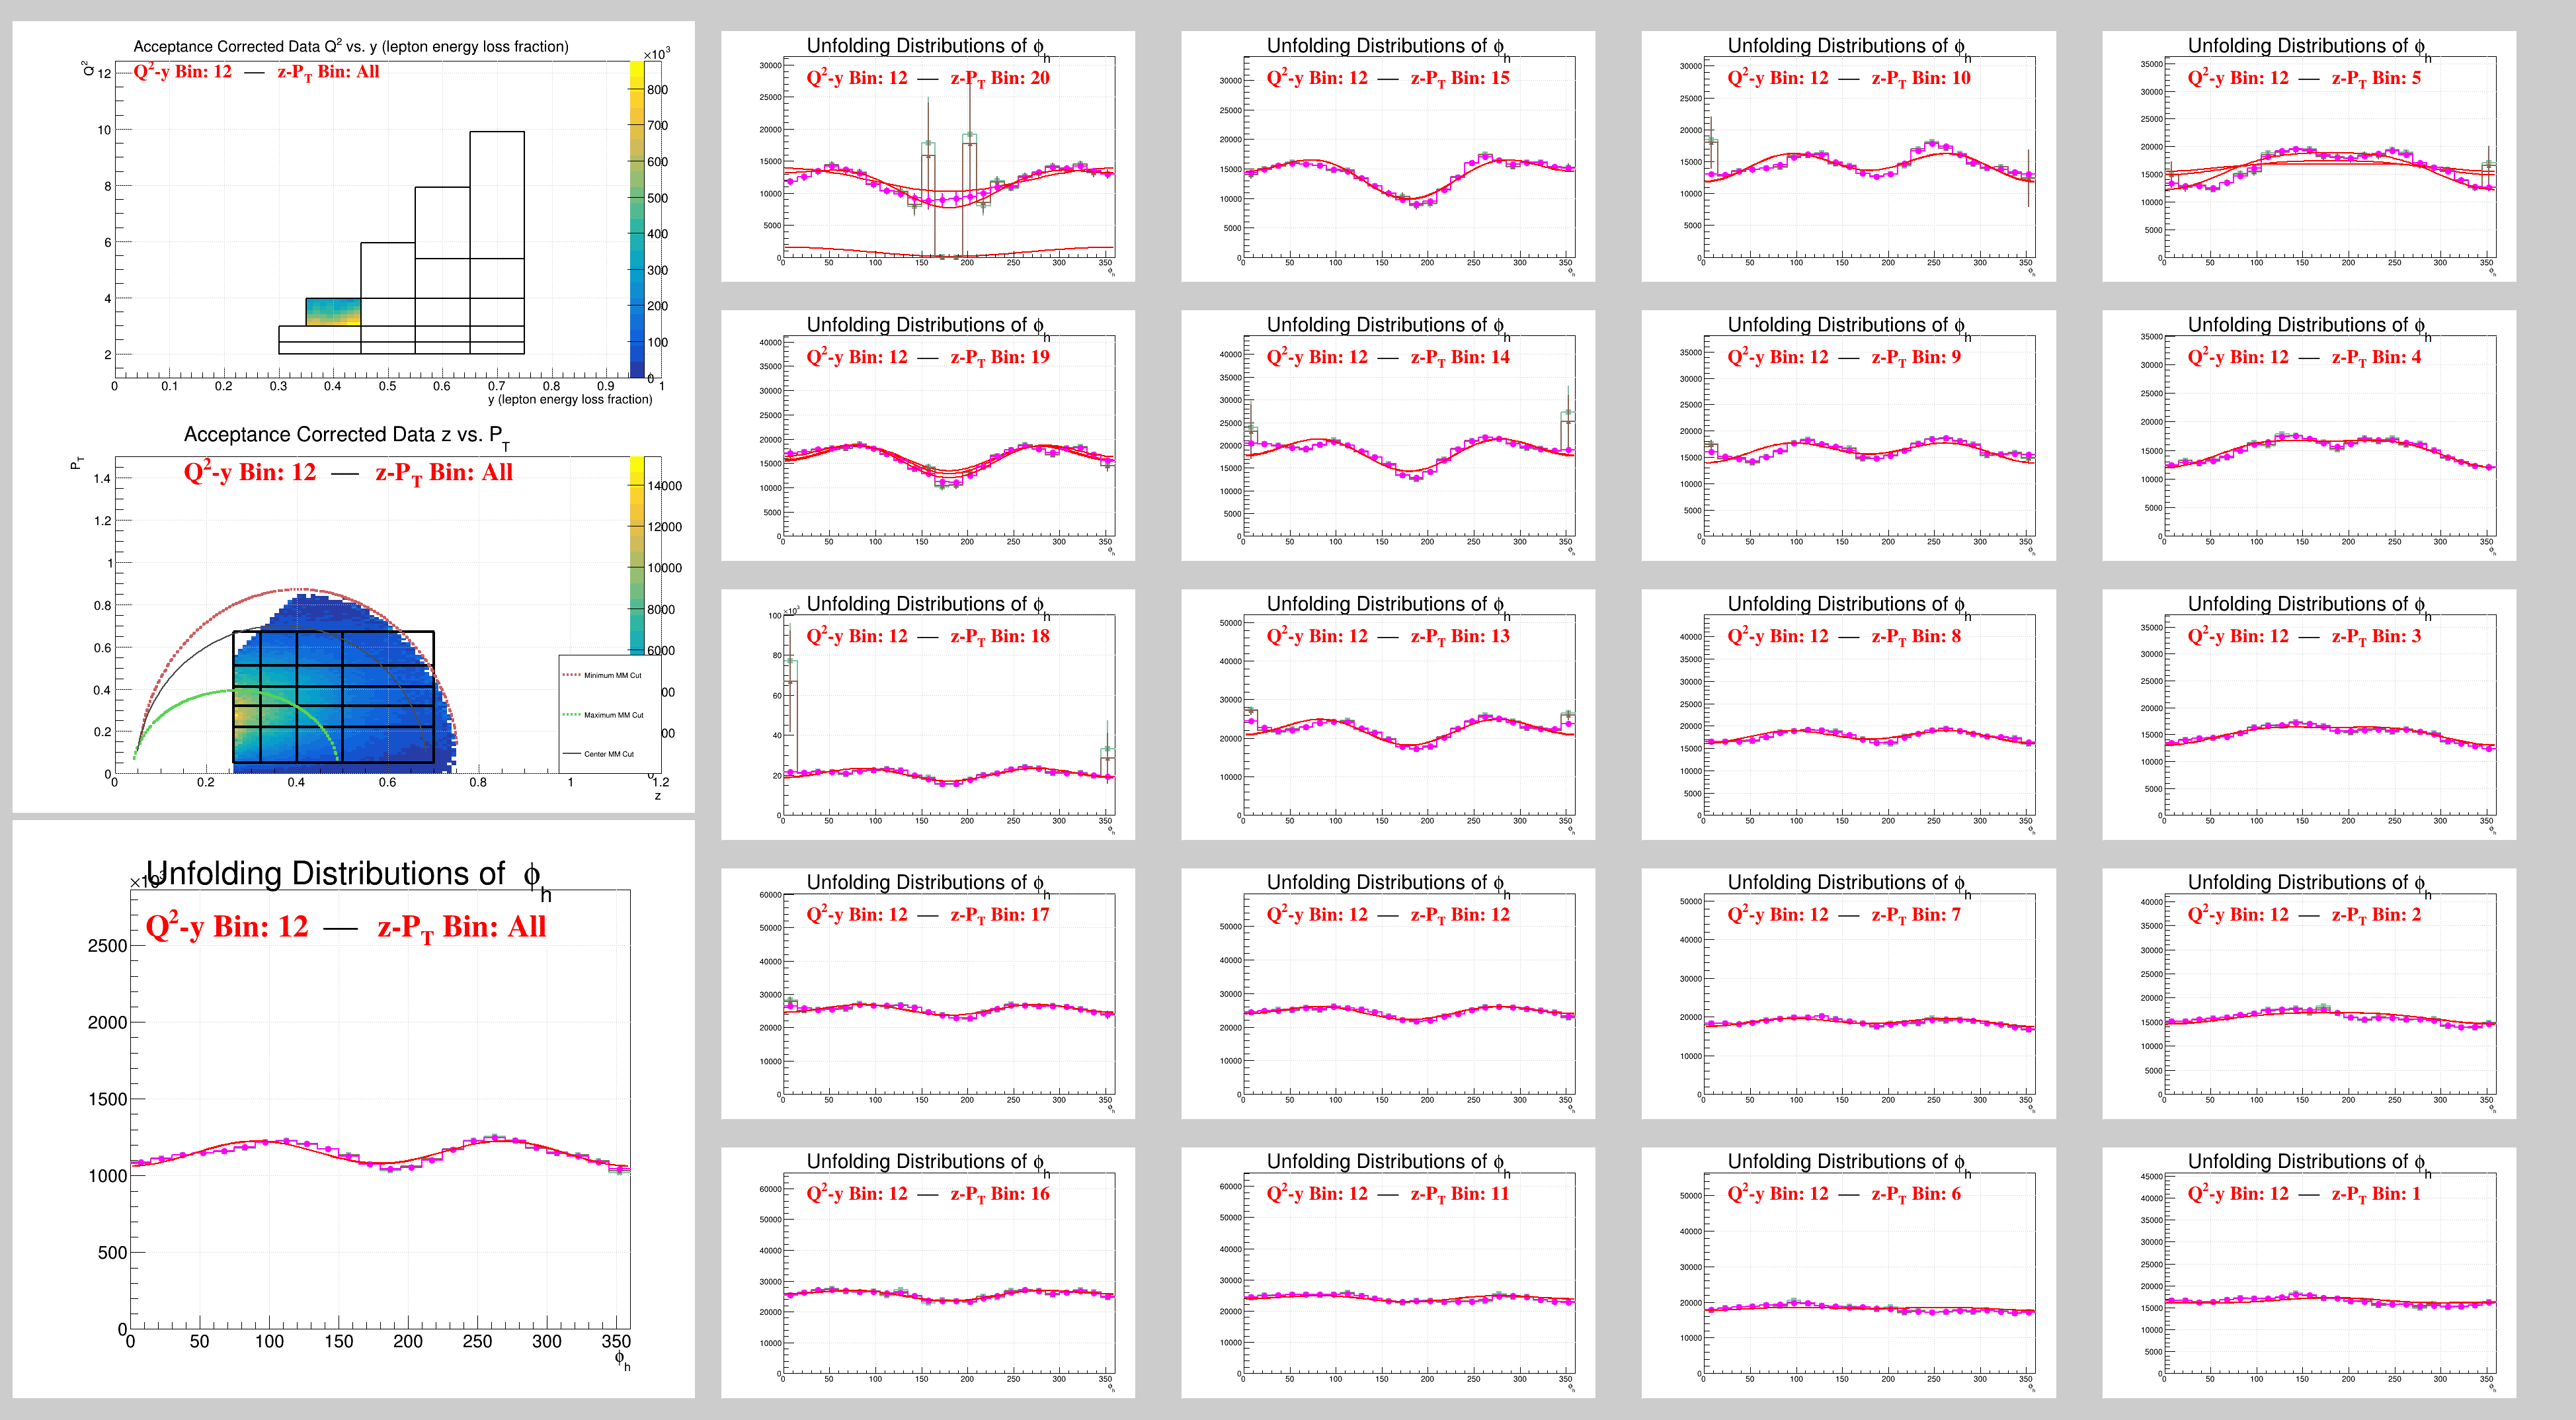 Acceptance Corrected Data Q² vs. y (lepton energy loss fraction)
Q²-y Bin: 12 — z-P_T Bin: All
y (lepton energy loss fraction)
Acceptance Corrected Data z vs. P_T
Q²-y Bin: 12 — z-P_T Bin: All
Minimum MM Cut
Maximum MM Cut
Center MM Cut
Unfolding Distributions of ϕ_h
Q²-y Bin: 12 — z-P_T Bin: All
Unfolding Distributions of ϕ_h
Q²-y Bin: 12 — z-P_T Bin: 20
Unfolding Distributions of ϕ_h
Q²-y Bin: 12 — z-P_T Bin: 15
Unfolding Distributions of ϕ_h
Q²-y Bin: 12 — z-P_T Bin: 10
Unfolding Distributions of ϕ_h
Q²-y Bin: 12 — z-P_T Bin: 5
Unfolding Distributions of ϕ_h
Q²-y Bin: 12 — z-P_T Bin: 19
Unfolding Distributions of ϕ_h
Q²-y Bin: 12 — z-P_T Bin: 14
Unfolding Distributions of ϕ_h
Q²-y Bin: 12 — z-P_T Bin: 9
Unfolding Distributions of ϕ_h
Q²-y Bin: 12 — z-P_T Bin: 4
Unfolding Distributions of ϕ_h
Q²-y Bin: 12 — z-P_T Bin: 18
Unfolding Distributions of ϕ_h
Q²-y Bin: 12 — z-P_T Bin: 13
Unfolding Distributions of ϕ_h
Q²-y Bin: 12 — z-P_T Bin: 8
Unfolding Distributions of ϕ_h
Q²-y Bin: 12 — z-P_T Bin: 3
Unfolding Distributions of ϕ_h
Q²-y Bin: 12 — z-P_T Bin: 17
Unfolding Distributions of ϕ_h
Q²-y Bin: 12 — z-P_T Bin: 12
Unfolding Distributions of ϕ_h
Q²-y Bin: 12 — z-P_T Bin: 7
Unfolding Distributions of ϕ_h
Q²-y Bin: 12 — z-P_T Bin: 2
Unfolding Distributions of ϕ_h
Q²-y Bin: 12 — z-P_T Bin: 16
Unfolding Distributions of ϕ_h
Q²-y Bin: 12 — z-P_T Bin: 11
Unfolding Distributions of ϕ_h
Q²-y Bin: 12 — z-P_T Bin: 6
Unfolding Distributions of ϕ_h
Q²-y Bin: 12 — z-P_T Bin: 1